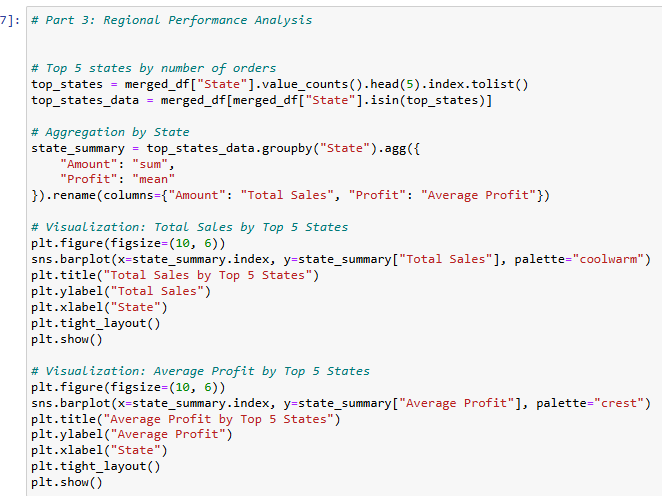 7]: # Part 3: Regional Performance Analysis
# Top 5 states by number of orders
top_states = merged_df["State"].value_counts().head(5).index.tolist()
top_states_data = merged_df[merged_df["State"].isin(top_states)]
# Aggregation by State
state_summary = top_states_data.groupby("State").agg({
    "Amount": "sum",
    "Profit": "mean"
}).rename(columns={"Amount": "Total Sales", "Profit": "Average Profit"})
# Visualization: Total Sales by Top 5 States
plt.figure(figsize=(10, 6))
sns.barplot(x=state_summary.index, y=state_summary["Total Sales"], palette="coolwarm")
plt.title("Total Sales by Top 5 States")
plt.ylabel("Total Sales")
plt.xlabel("State")
plt.tight_layout()
plt.show()
# Visualization: Average Profit by Top 5 States
plt.figure(figsize=(10, 6))
sns.barplot(x=state_summary.index, y=state_summary["Average Profit"], palette="crest")
plt.title("Average Profit by Top 5 States")
plt.ylabel("Average Profit")
plt.xlabel("State")
plt.tight_layout()
plt.show()